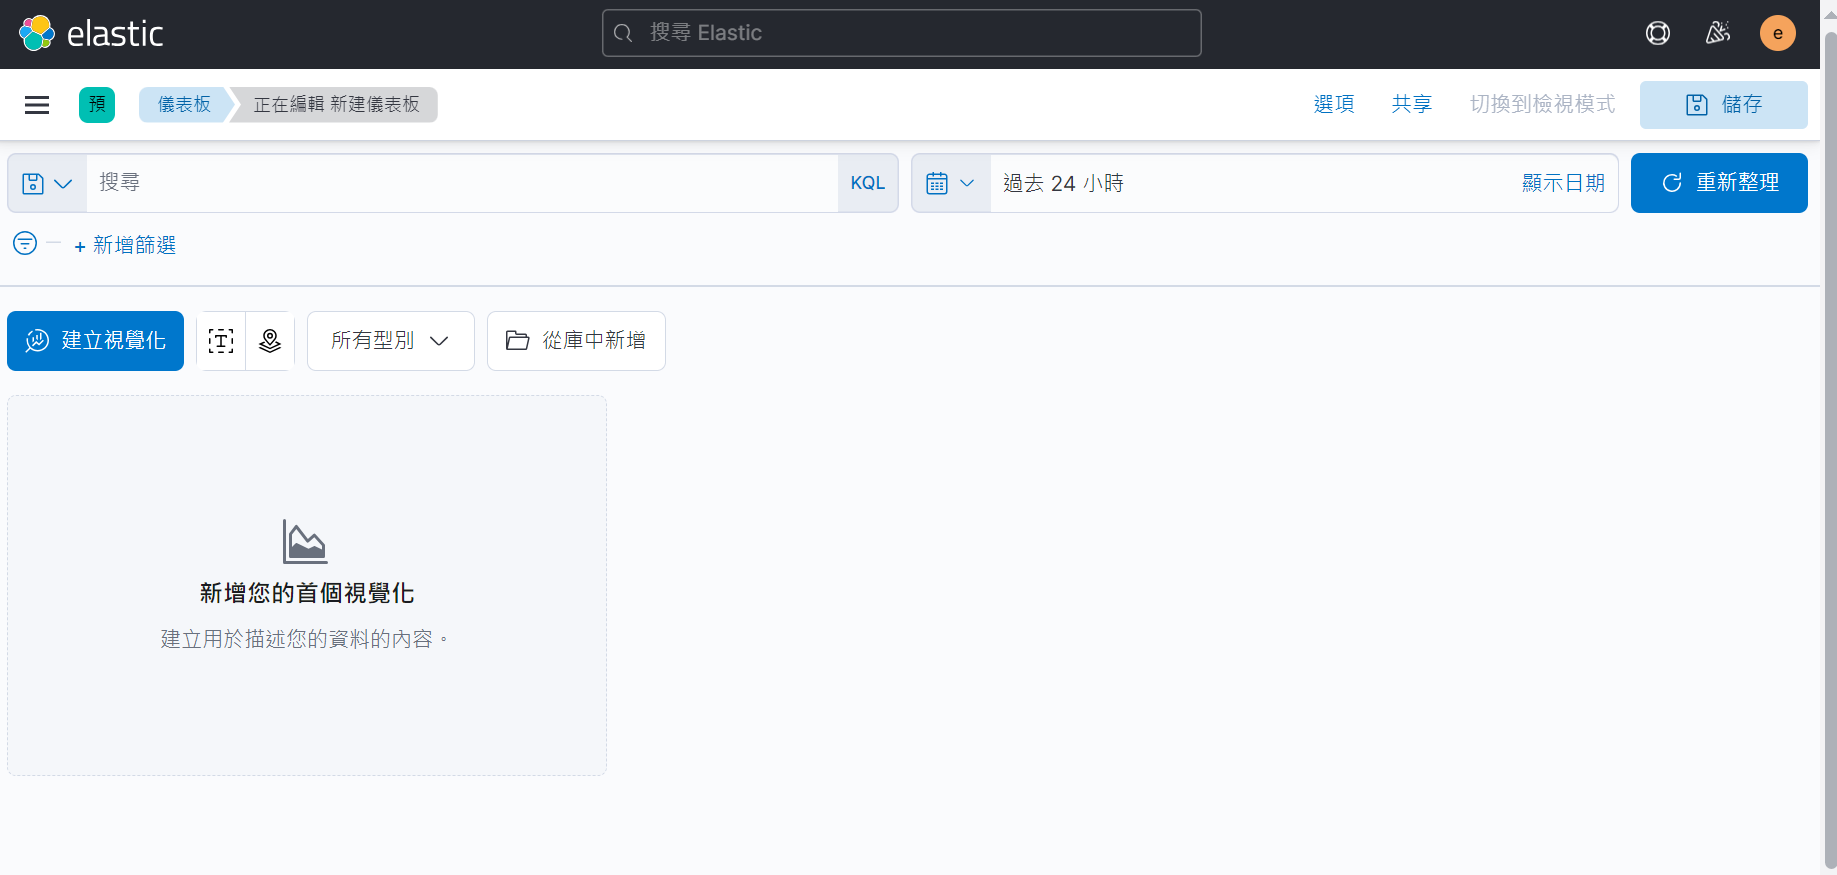 elastic
搜尋 Elastic
e
預
儀表板
正在編輯 新建儀表板
選項
共享
切換到檢視模式
儲存
搜尋
KQL
過去 24 小時
顯示日期
重新整理
+ 新增篩選
建立視覺化
T
所有型別
從庫中新增
新增您的首個視覺化
建立用於描述您的資料的內容。